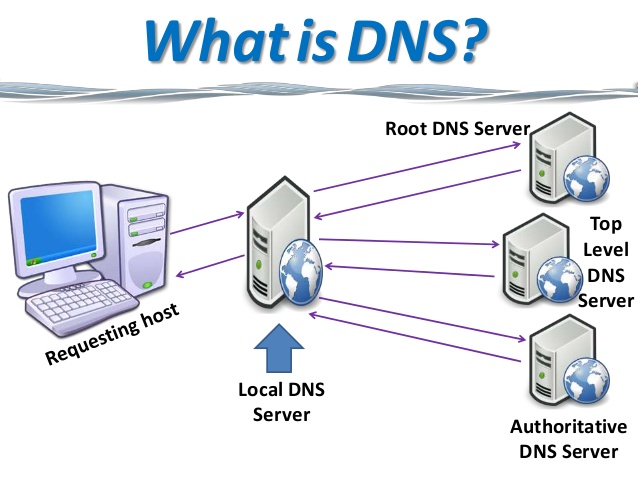 What is DNS?
Root DNS Server
Top
Level
DNS
Server
Requesting host
Local DNS
Server
Authoritative
DNS Server